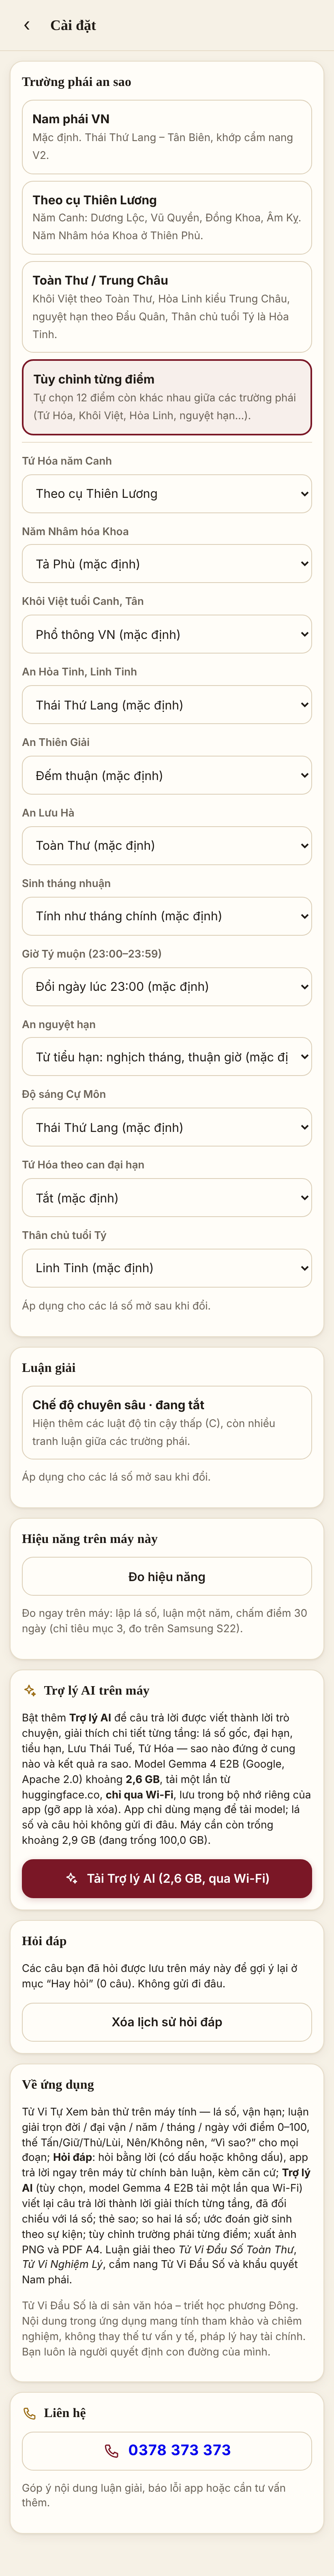 Cài đặt
Trường phái an sao
Nam phái VN
Mặc định. Thái Thứ Lang – Tân Biên, khớp cẩm nang
V2.
Theo cụ Thiên Lương
Năm Canh: Dương Lộc, Vũ Quyền, Đồng Khoa, Âm Kỵ.
Năm Nhâm hóa Khoa ở Thiên Phủ.
Toàn Thư / Trung Châu
Khôi Việt theo Toàn Thư, Hỏa Linh kiểu Trung Châu,
nguyệt hạn theo Đẩu Quân, Thân chủ tuổi Tý là Hỏa
Tinh.
Tùy chỉnh từng điểm
Tự chọn 12 điểm còn khác nhau giữa các trường phái
(Tứ Hóa, Khôi Việt, Hỏa Linh, nguyệt hạn…).
Tứ Hóa năm Canh
Theo cụ Thiên Lương
Năm Nhâm hóa Khoa
Tả Phù (mặc định)
Khôi Việt tuổi Canh, Tân
Phổ thông VN (mặc định)
An Hỏa Tinh, Linh Tinh
Thái Thứ Lang (mặc định)
An Thiên Giải
Đếm thuận (mặc định)
An Lưu Hà
Toàn Thư (mặc định)
Sinh tháng nhuận
Tính như tháng chính (mặc định)
Giờ Tý muộn (23:00–23:59)
Đổi ngày lúc 23:00 (mặc định)
An nguyệt hạn
Từ tiểu hạn: nghịch tháng, thuận giờ (mặc đị
Độ sáng Cự Môn
Thái Thứ Lang (mặc định)
Tứ Hóa theo can đại hạn
Tắt (mặc định)
Thân chủ tuổi Tý
Linh Tinh (mặc định)
Áp dụng cho các lá số mở sau khi đổi.
Luận giải
Chế độ chuyên sâu · đang tắt
Hiện thêm các luật độ tin cậy thấp (C), còn nhiều
tranh luận giữa các trường phái.
Áp dụng cho các lá số mở sau khi đổi.
Hiệu năng trên máy này
Đo hiệu năng
Đo ngay trên máy: lập lá số, luận một năm, chấm điểm 30
ngày (chỉ tiêu mục 3, đo trên Samsung S22).
Trợ lý AI trên máy
Bật thêm Trợ lý AI để câu trả lời được viết thành lời trò
chuyện, giải thích chi tiết từng tầng: lá số gốc, đại hạn,
tiểu hạn, Lưu Thái Tuế, Tứ Hóa — sao nào đứng ở cung
nào và kết quả ra sao. Model Gemma 4 E2B (Google,
Apache 2.0) khoảng 2,6 GB, tải một lần từ
huggingface.co, chỉ qua Wi-Fi, lưu trong bộ nhớ riêng của
app (gỡ app là xóa). App chỉ dùng mạng để tải model; lá
số và câu hỏi không gửi đi đâu. Máy cần còn trống
khoảng 2,9 GB (đang trống 100,0 GB).
Tải Trợ lý AI (2,6 GB, qua Wi-Fi)
Hỏi đáp
Các câu bạn đã hỏi được lưu trên máy này để gợi ý lại ở
mục “Hay hỏi” (0 câu). Không gửi đi đâu.
Xóa lịch sử hỏi đáp
Về ứng dụng
Tử Vi Tự Xem bản thử trên máy tính — lá số, vận hạn; luận
giải trọn đời / đại vận / năm / tháng / ngày với điểm 0–100,
thế Tấn/Giữ/Thủ/Lùi, Nên/Không nên, “Vì sao?” cho mọi
đoạn; Hỏi đáp: hỏi bằng lời (có dấu hoặc không dấu), app
trả lời ngay trên máy từ chính bản luận, kèm căn cứ; Trợ lý
AI (tùy chọn, model Gemma 4 E2B tải một lần qua Wi-Fi)
viết lại câu trả lời thành lời giải thích từng tầng, đã đối
chiếu với lá số; thẻ sao; so hai lá số; ước đoán giờ sinh
theo sự kiện; tùy chỉnh trường phái từng điểm; xuất ảnh
PNG và PDF A4. Luận giải theo Tử Vi Đẩu Số Toàn Thư,
Tử Vi Nghiệm Lý, cẩm nang Tử Vi Đẩu Số và khẩu quyết
Nam phái.
Tử Vi Đẩu Số là di sản văn hóa – triết học phương Đông.
Nội dung trong ứng dụng mang tính tham khảo và chiêm
nghiệm, không thay thế tư vấn y tế, pháp lý hay tài chính.
Bạn luôn là người quyết định con đường của mình.
Liên hệ
0378 373 373
Góp ý nội dung luận giải, báo lỗi app hoặc cần tư vấn
thêm.